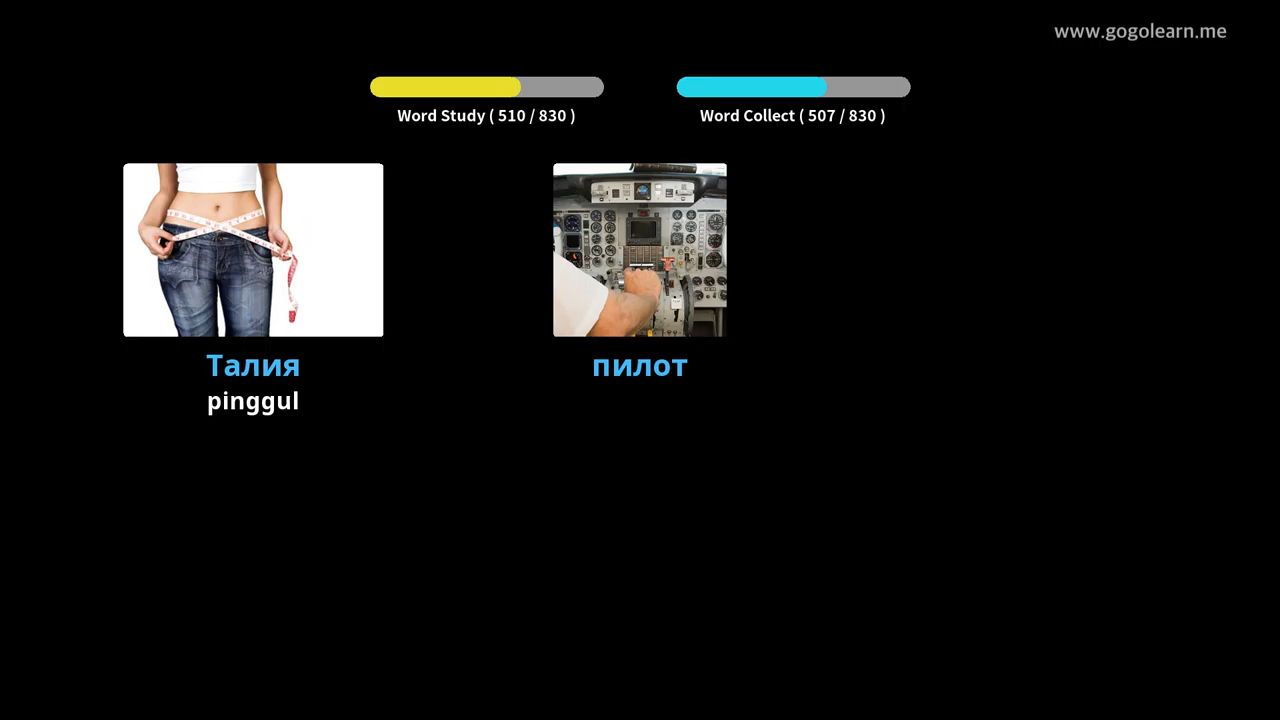 www.gogolearn.me
Word Study ( 510 / 830 )
Word Collect ( 507 / 830 )
Талия
pinggul
пилот